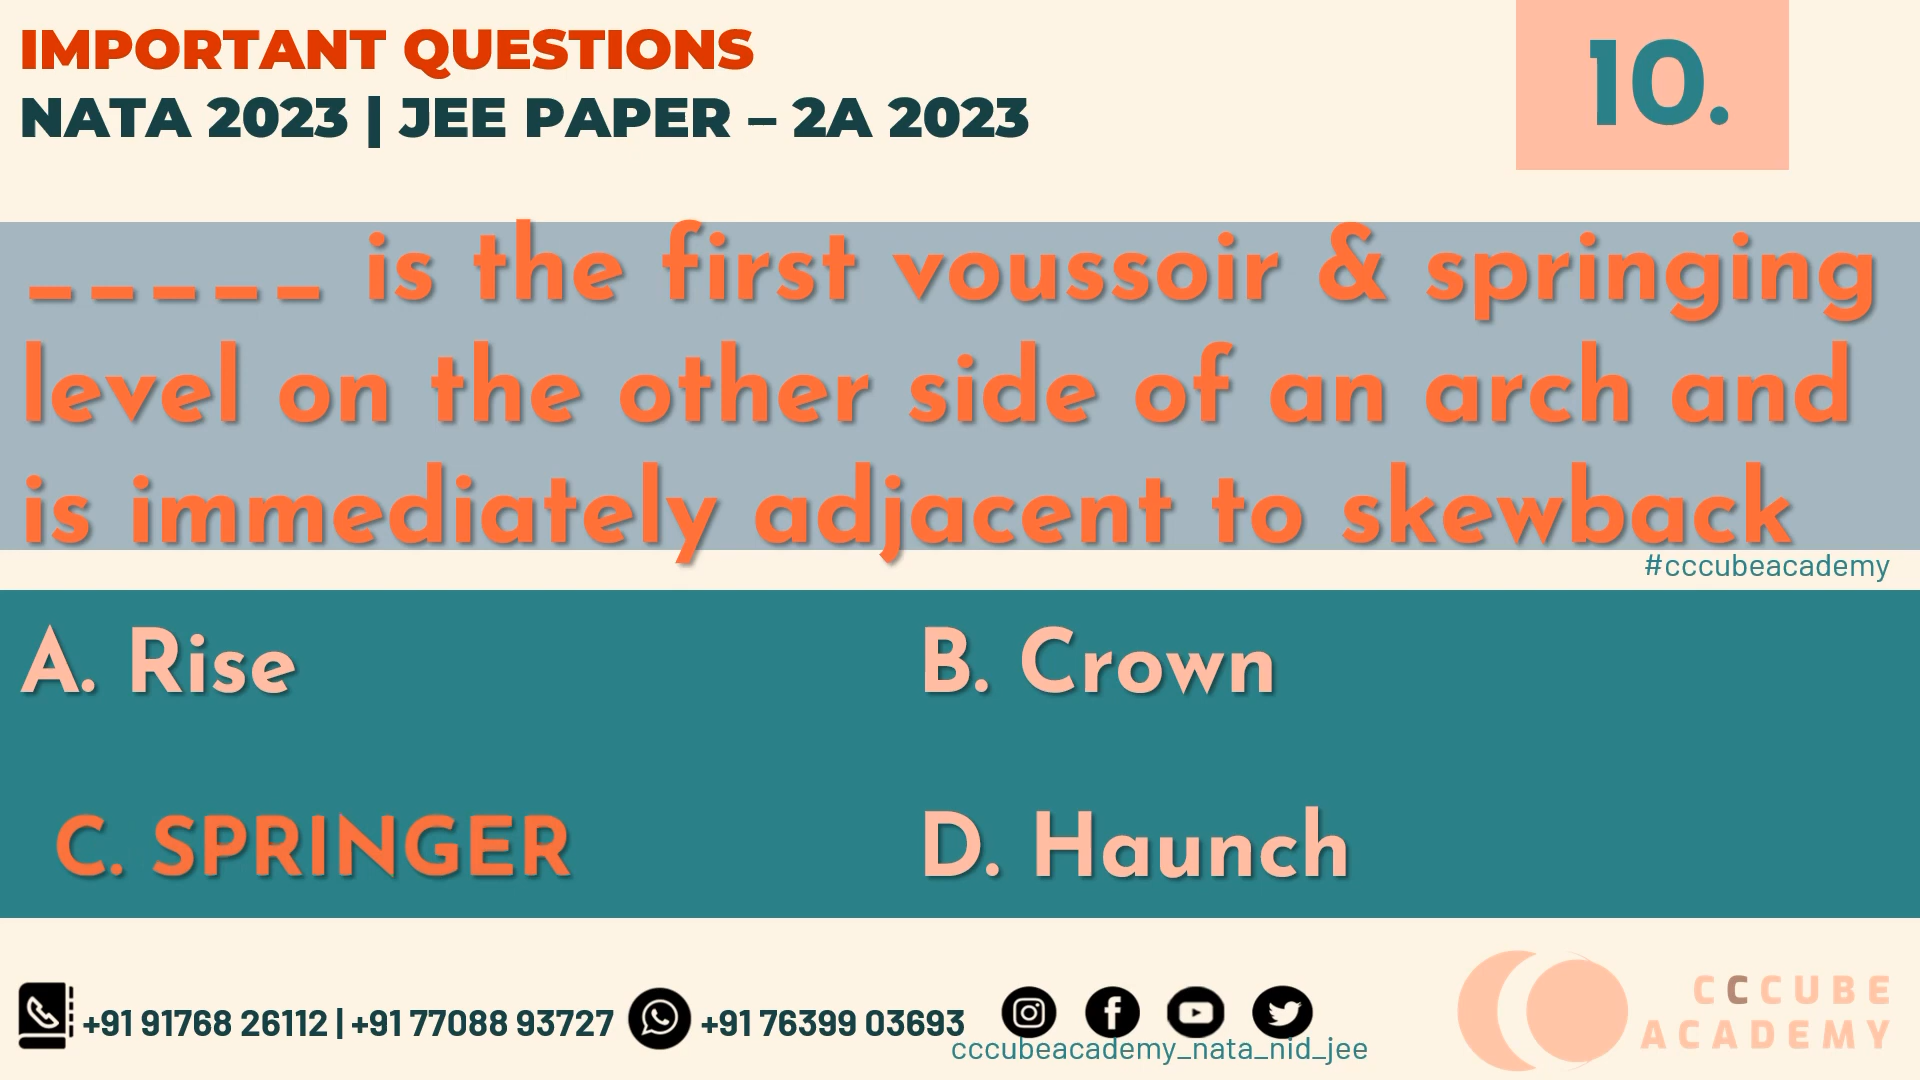 IMPORTANT QUESTIONS
NATA 2023 | JEE PAPER – 2A 2023
10.
_____ is the first voussoir & springing
level on the other side of an arch and
is immediately adjacent to skewback
#cccubeacademy
A. Rise
B. Crown
C. SPRINGER
D. Haunch
+91 91768 26112 | +91 77088 93727
+91 76399 03693
cccubeacademy_nata_nid_jee
CCCUBE
ACADEMY